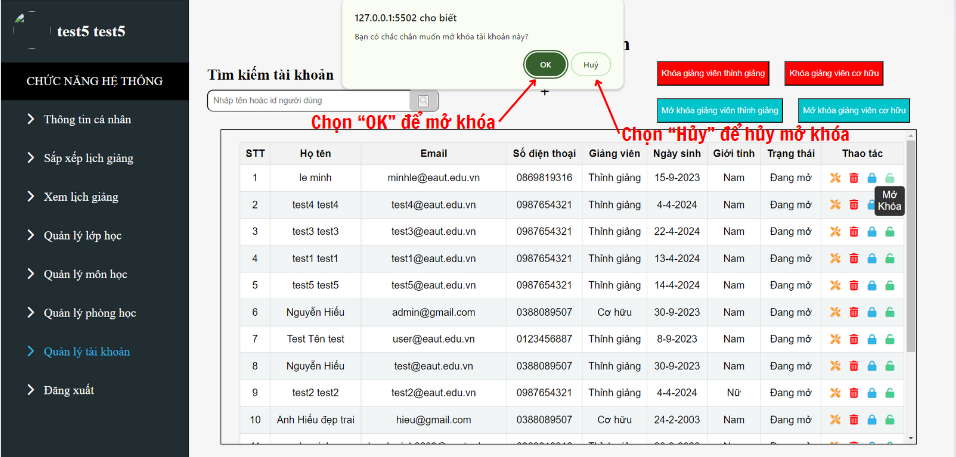 test5 test5
CHỨC NĂNG HỆ THỐNG
Thông tin cá nhân
Sắp xếp lịch giảng
Xem lịch giảng
Quản lý lớp học
Quản lý môn học
Quản lý phòng học
Quản lý tài khoản
Đăng xuất
127.0.0.1:5502 cho biết
Bạn có chắc chắn muốn mở khóa tài khoản này?
OK Huỷ
Tìm kiếm tài khoản
Nhập tên hoặc id người dùng
Khóa giảng viên thỉnh giảng Khóa giảng viên cơ hữu
Mở khóa giảng viên thỉnh giảng Mở khóa giảng viên cơ hữu
Chọn “OK” để mở khóa
Chọn “Hủy” để hủy mở khóa
STT Họ tên Email Số điện thoại Giảng viên Ngày sinh Giới tính Trạng thái Thao tác
1 le minh minhle@eaut.edu.vn 0869819316 Thỉnh giảng 15-9-2023 Nam Đang mở
Mở
Khóa
2 test4 test4 test4@eaut.edu.vn 0987654321 Thỉnh giảng 4-4-2024 Nam Đang mở
3 test3 test3 test3@eaut.edu.vn 0987654321 Thỉnh giảng 22-4-2024 Nam Đang mở
4 test1 test1 test1@eaut.edu.vn 0987654321 Thỉnh giảng 13-4-2024 Nam Đang mở
5 test5 test5 test5@eaut.edu.vn 0987654321 Thỉnh giảng 14-4-2024 Nam Đang mở
6 Nguyễn Hiếu admin@gmail.com 0388089507 Cơ hữu 30-9-2023 Nam Đang mở
7 Test Tên test user@eaut.edu.vn 0123456887 Thỉnh giảng 8-9-2023 Nam Đang mở
8 Nguyễn Hiếu test@eaut.edu.vn 0388089507 Thỉnh giảng 30-9-2023 Nam Đang mở
9 test2 test2 test2@eaut.edu.vn 0987654321 Thỉnh giảng 4-4-2024 Nữ Đang mở
10 Anh Hiếu đẹp trai hieu@gmail.com 0388089507 Cơ hữu 24-2-2003 Nam Đang mở